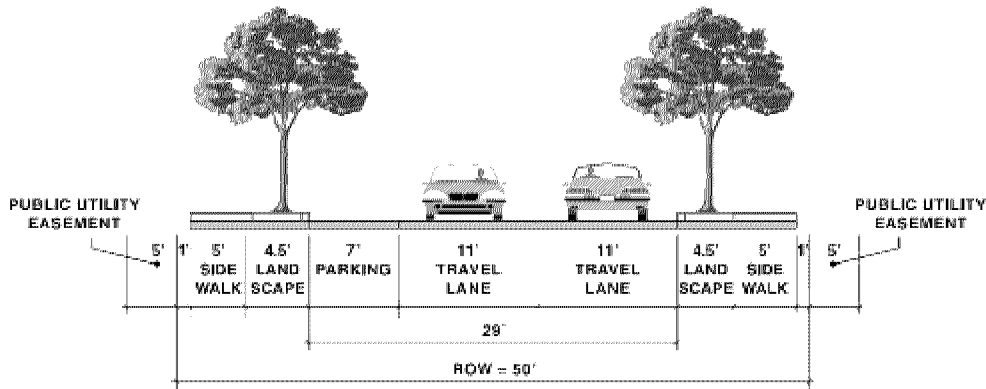 PUBLIC UTILITY
EASEMENT
PUBLIC UTILITY
EASEMENT
5' 1' 5' 4.5' 7' 11' 11' 4.5' 5' 1' 5'
SIDE LAND PARKING TRAVEL TRAVEL LAND SIDE
WALK SCAPE LANE LANE SCAPE WALK
29'
ROW = 50'